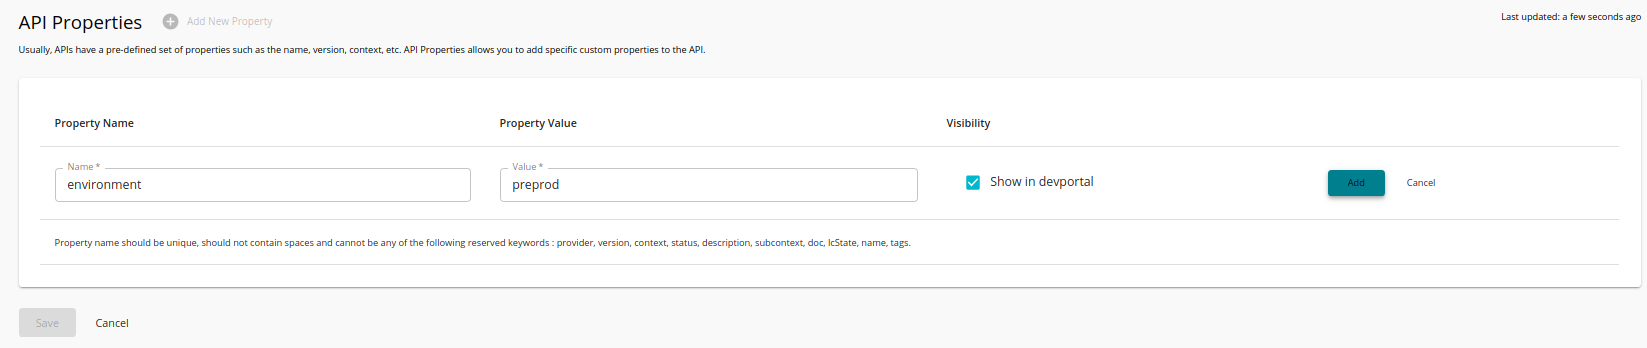 API Properties
Add New Property
Last updated: a few seconds ago
Usually, APIs have a pre-defined set of properties such as the name, version, context, etc. API Properties allows you to add specific custom properties to the API.
Property Name
Property Value
Visibility
Name *
environment
Value *
preprod
Show in devportal
Add
Cancel
Property name should be unique, should not contain spaces and cannot be any of the following reserved keywords : provider, version, context, status, description, subcontext, doc, lcState, name, tags.
Save
Cancel